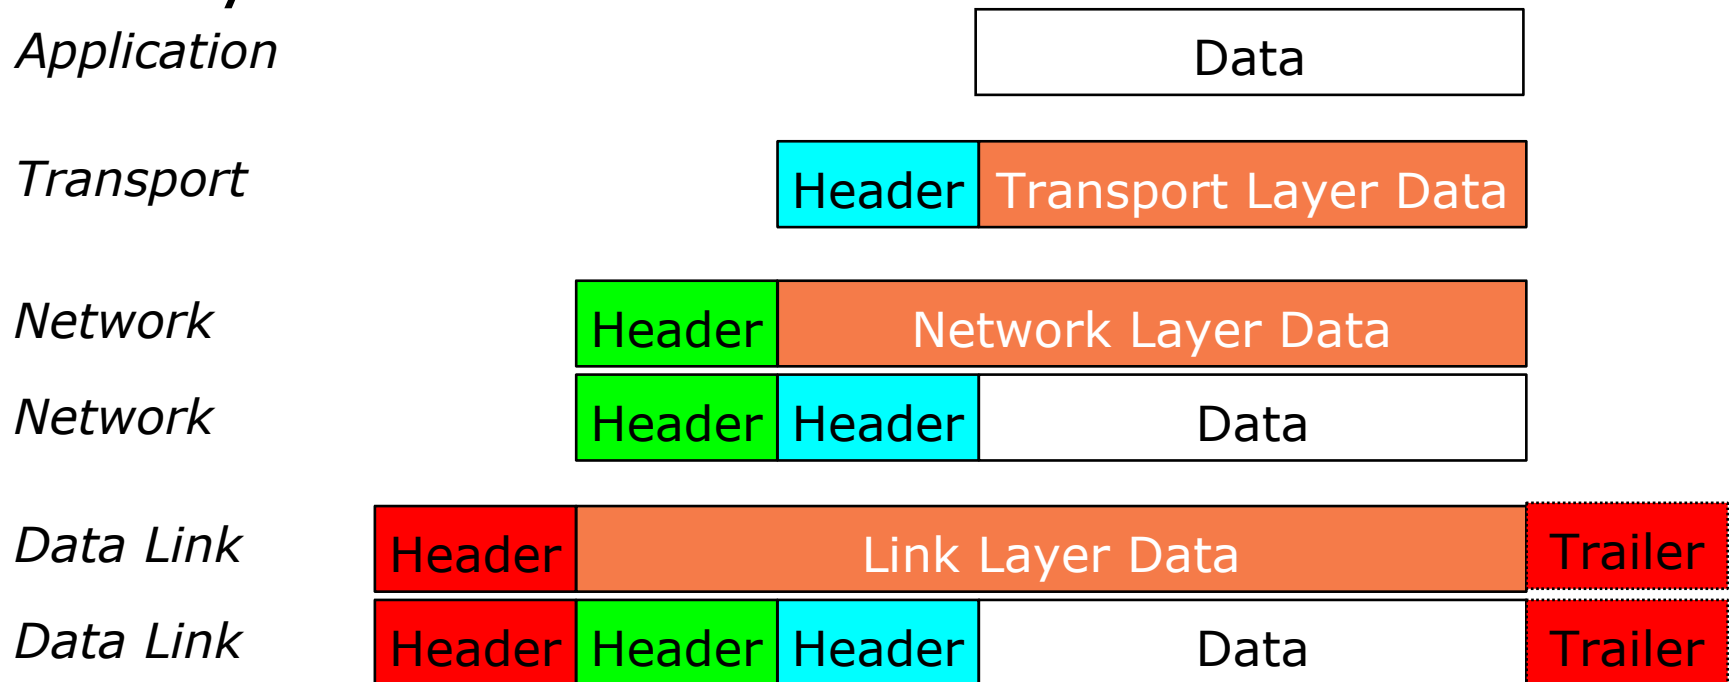 Application Data
Transport Header Transport Layer Data
Network Header Network Layer Data
Network Header Header Data
Data Link Header Link Layer Data Trailer
Data Link Header Header Header Data Trailer